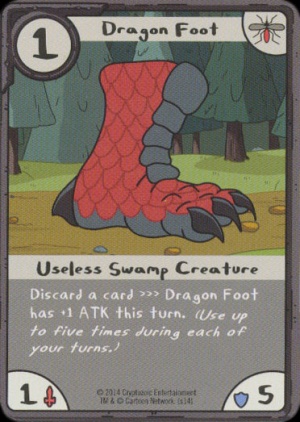 1
Dragon Foot
Useless Swamp Creature
Discard a card >>> Dragon Foot
has +1 ATK this turn. (Use up
to five times during each of
your turns.)
1
© 2014 Cryptozoic Entertainment
TM & © Cartoon Network. (s14)
5